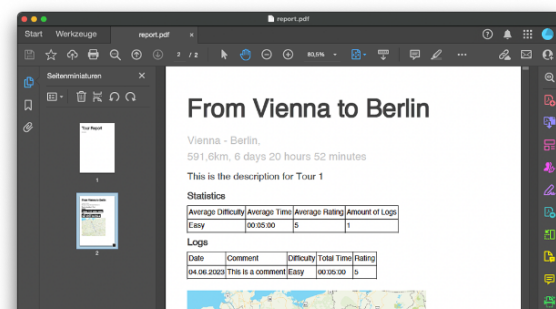 report.pdf
Start Werkzeuge report.pdf ×
2 / 2 80,5%
Seitenminiaturen ×
Tour Report
1
2
From Vienna to Berlin
Vienna - Berlin,
591,6km, 6 days 20 hours 52 minutes
This is the description for Tour 1
Statistics
Average Difficulty Average Time Average Rating Amount of Logs
Easy 00:05:00 5 1
Logs
Date Comment Difficulty Total Time Rating
04.06.2023 This is a comment Easy 00:05:00 5